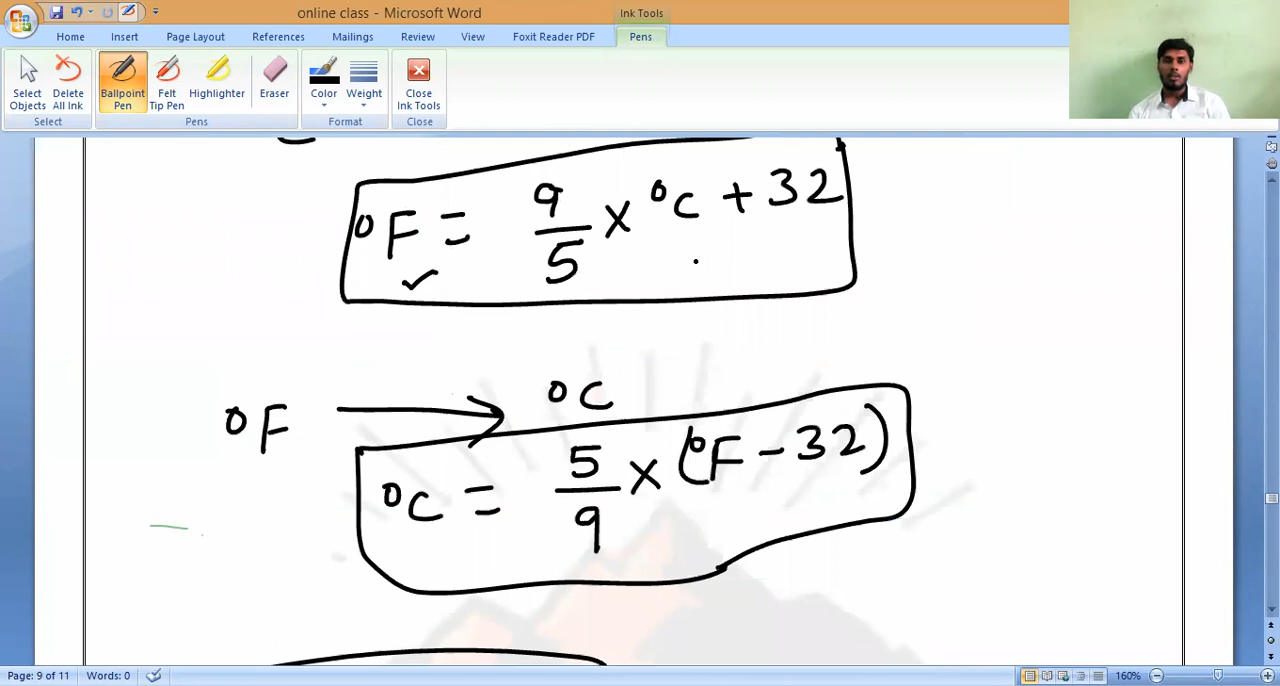 online class - Microsoft Word
Ink Tools
Home Insert Page Layout References Mailings Review View Foxit Reader PDF Pens
Select Objects
Delete All Ink
Ballpoint Pen
Felt Tip Pen
Highlighter
Eraser
Color
Weight
Close Ink Tools
Select Pens Format Close
°F = 9/5 x °C + 32
°F → °C
°C = 5/9 x (°F - 32)
Page: 9 of 11 Words: 0 160%